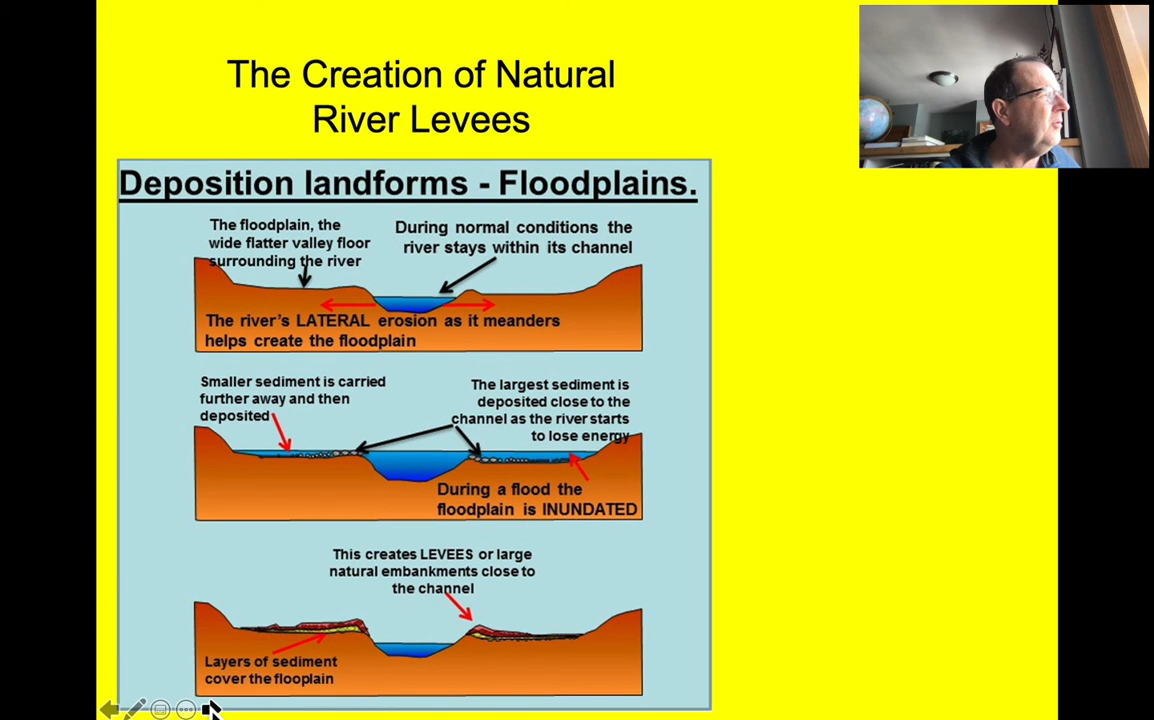 The Creation of Natural
River Levees
Deposition landforms - Floodplains.
The floodplain, the
wide flatter valley floor
surrounding the river
During normal conditions the
river stays within its channel
The river's LATERAL erosion as it meanders
helps create the floodplain
Smaller sediment is carried
further away and then
deposited
The largest sediment is
deposited close to the
channel as the river starts
to lose energy
During a flood the
floodplain is INUNDATED
This creates LEVEES or large
natural embankments close to
the channel
Layers of sediment
cover the flooplain